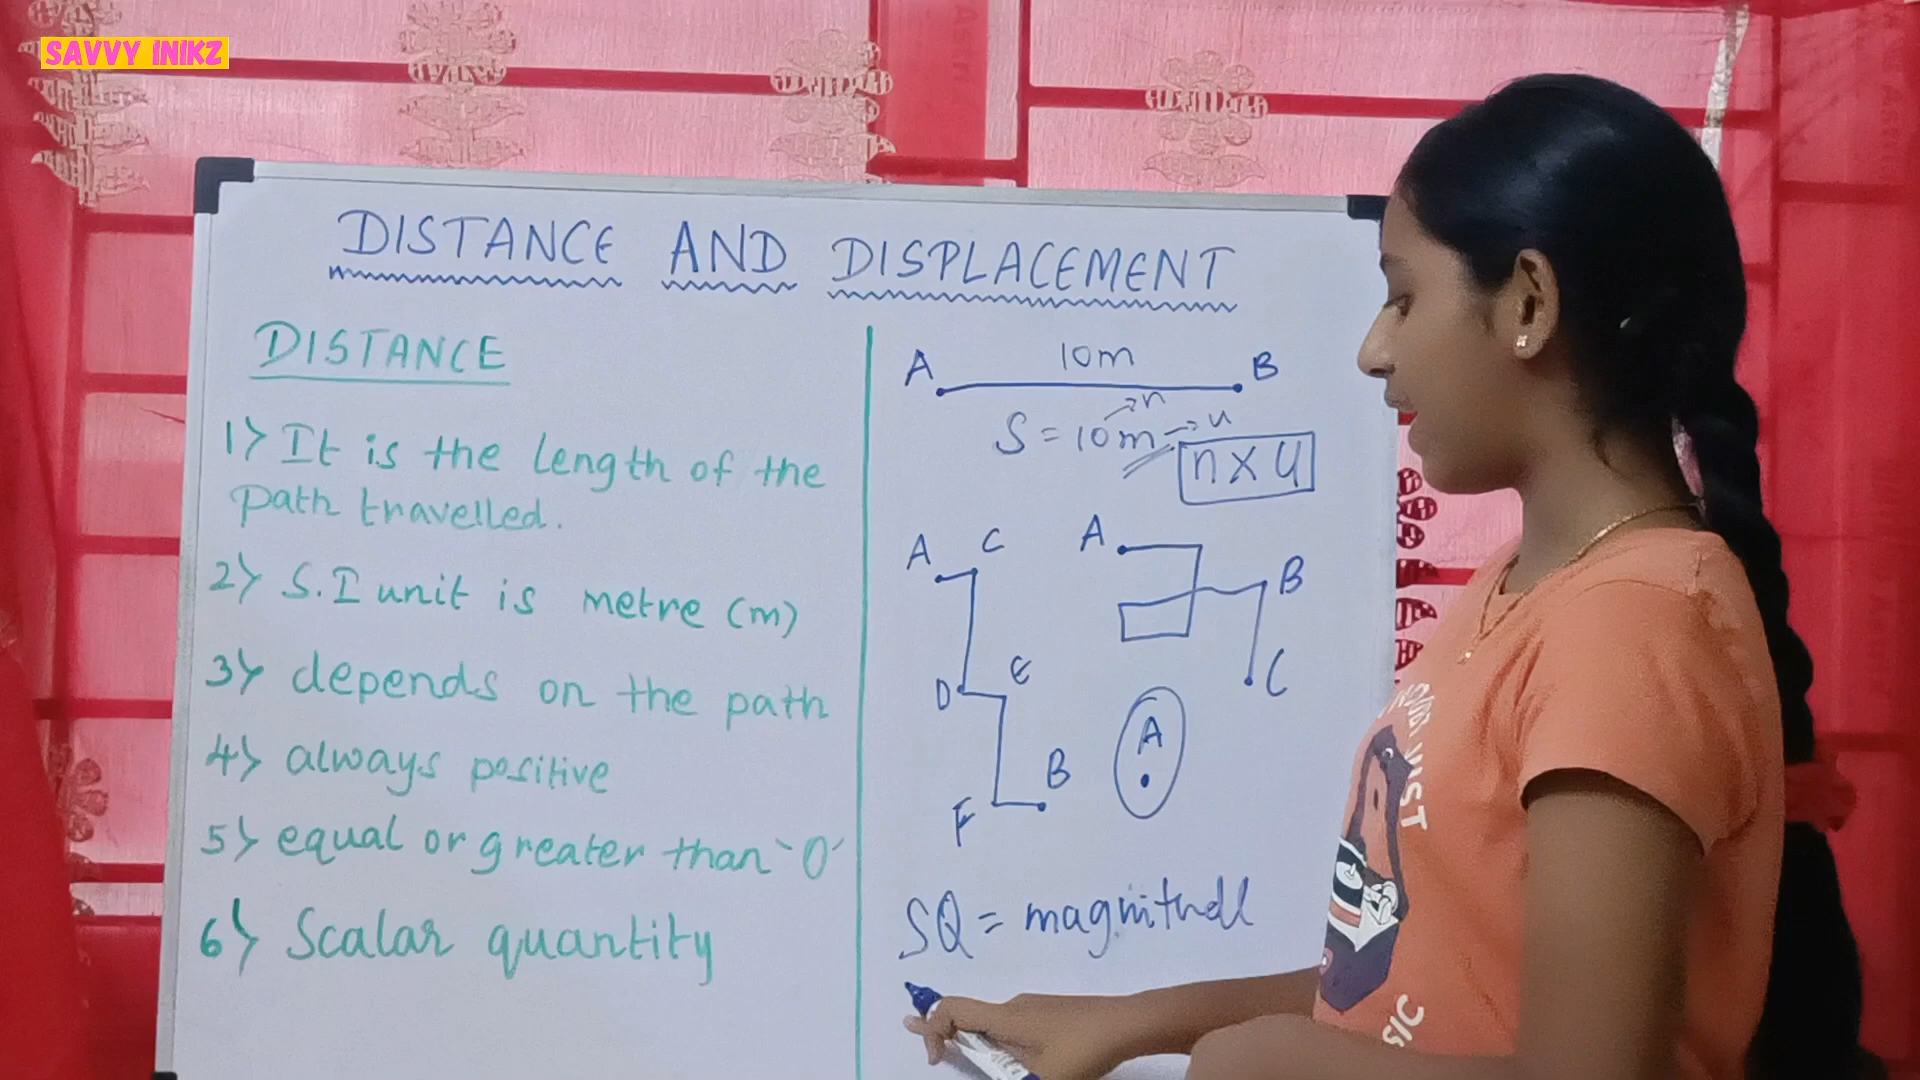 SAVVY INIKZ
DISTANCE AND DISPLACEMENT
DISTANCE
1) It is the length of the
path travelled.
2) S.I unit is metre (m)
3) depends on the path
4) always positive
5) equal or greater than '0'
6) Scalar quantity
A 10m B
n
S = 10m → u
n x u
A C
D E
F B
A
B
C
A
SQ = magnitude